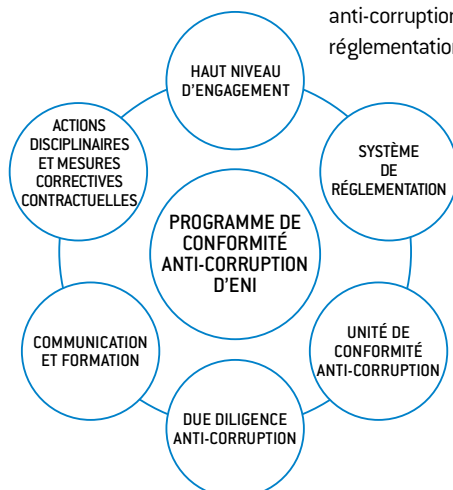 anti-corruption
réglementation
HAUT NIVEAU
D'ENGAGEMENT
SYSTÈME
DE
RÉGLEMENTATION
UNITÉ DE
CONFORMITÉ
ANTI-CORRUPTION
DUE DILIGENCE
ANTI-CORRUPTION
COMMUNICATION
ET FORMATION
ACTIONS
DISCIPLINAIRES
ET MESURES
CORRECTIVES
CONTRACTUELLES
PROGRAMME DE
CONFORMITÉ
ANTI-CORRUPTION
D'ENI